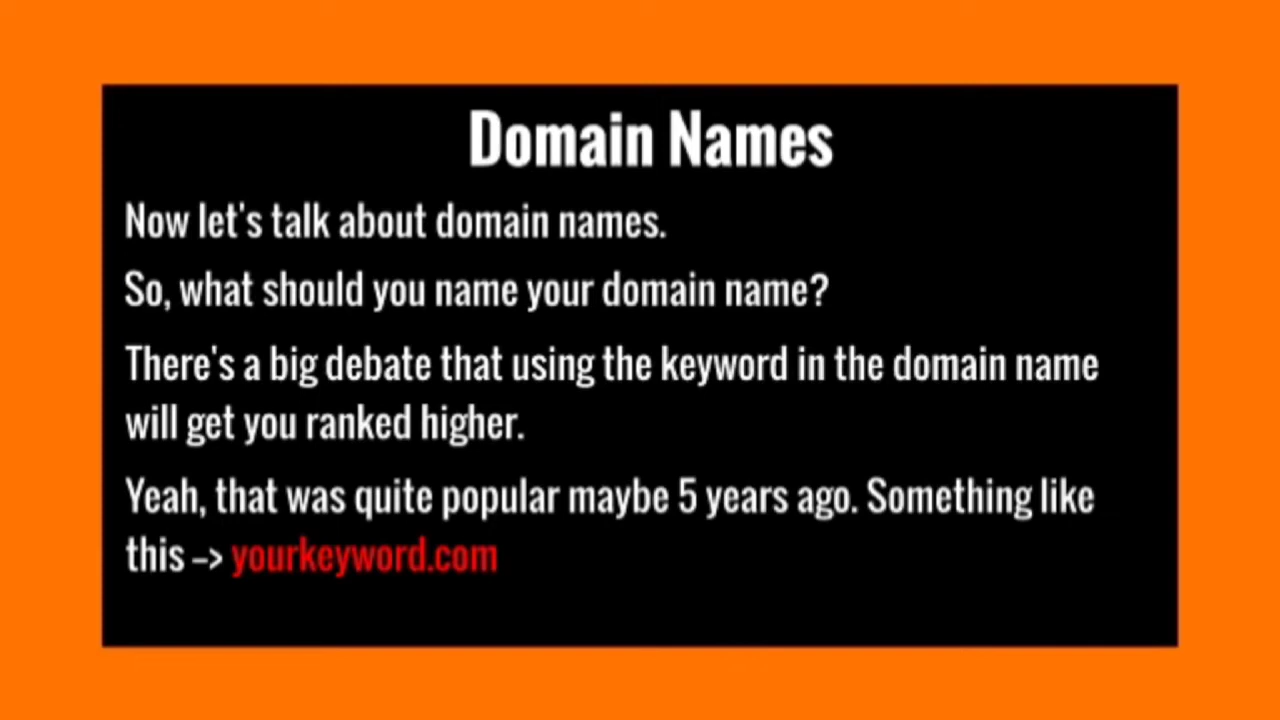 Domain Names
Now let's talk about domain names.
So, what should you name your domain name?
There's a big debate that using the keyword in the domain name
will get you ranked higher.
Yeah, that was quite popular maybe 5 years ago. Something like
this –> yourkeyword.com